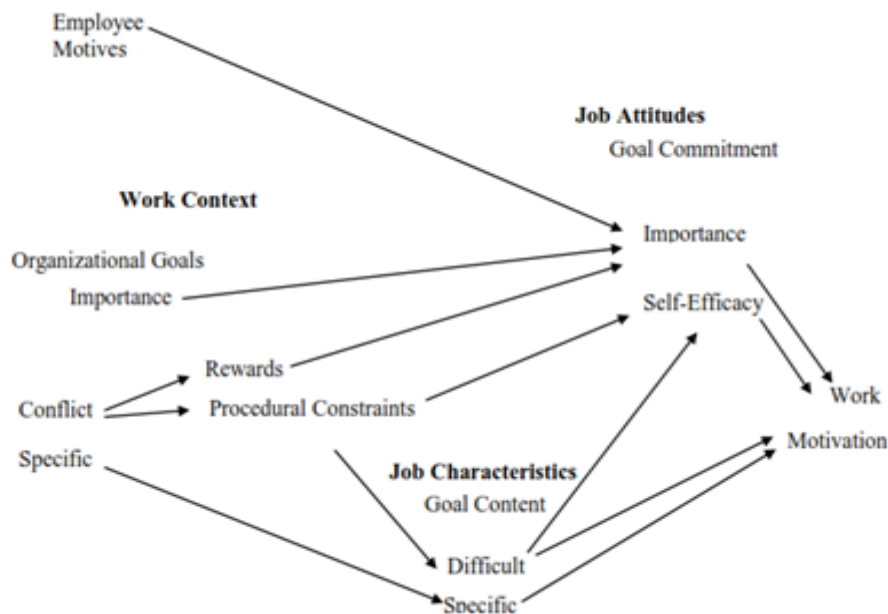 Employee
Motives
Job Attitudes
Goal Commitment
Work Context
Importance
Organizational Goals
Importance
Self-Efficacy
Rewards
Conflict
Procedural Constraints
Work
Motivation
Specific
Job Characteristics
Goal Content
Difficult
Specific